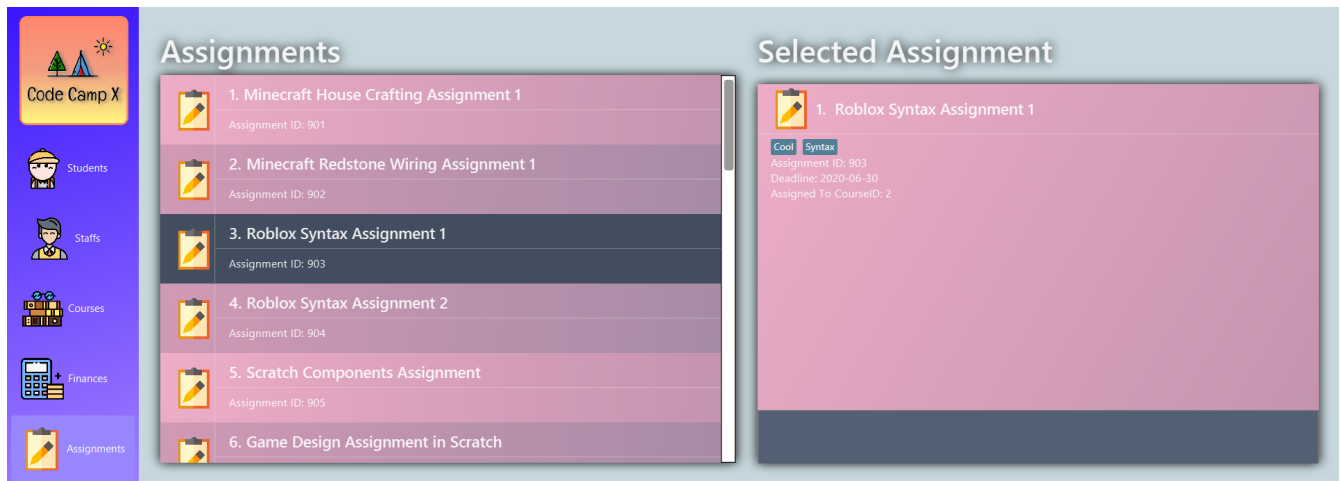 Code Camp X
Students
Staffs
Courses
Finances
Assignments
Assignments
1. Minecraft House Crafting Assignment 1
Assignment ID: 901
2. Minecraft Redstone Wiring Assignment 1
Assignment ID: 902
3. Roblox Syntax Assignment 1
Assignment ID: 903
4. Roblox Syntax Assignment 2
Assignment ID: 904
5. Scratch Components Assignment
Assignment ID: 905
6. Game Design Assignment in Scratch
Selected Assignment
1. Roblox Syntax Assignment 1
Cool Syntax
Assignment ID: 903
Deadline: 2020-06-30
Assigned To CourseID: 2